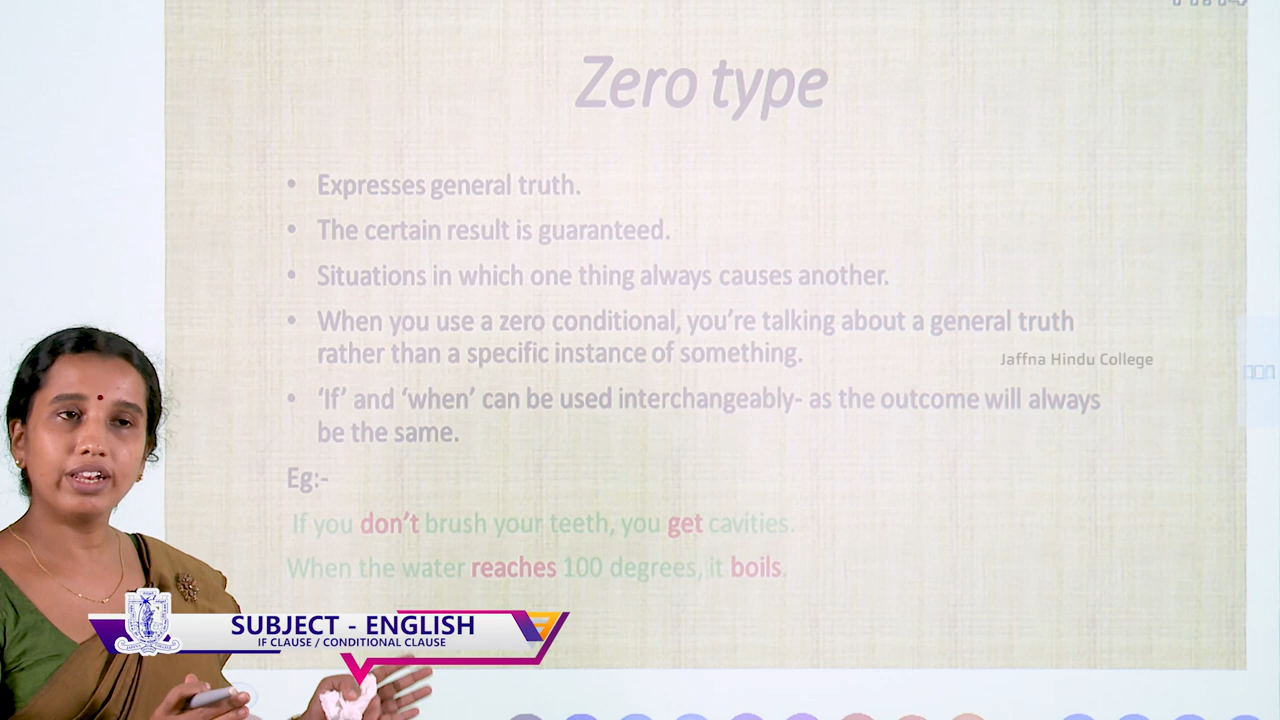 Zero type
• Expresses general truth.
• The certain result is guaranteed.
• Situations in which one thing always causes another.
• When you use a zero conditional, you’re talking about a general truth
rather than a specific instance of something.
Jaffna Hindu College
• ‘If’ and ‘when’ can be used interchangeably- as the outcome will always
be the same.
Eg:-
If you don’t brush your teeth, you get cavities.
When the water reaches 100 degrees, it boils.
SUBJECT - ENGLISH
IF CLAUSE / CONDITIONAL CLAUSE